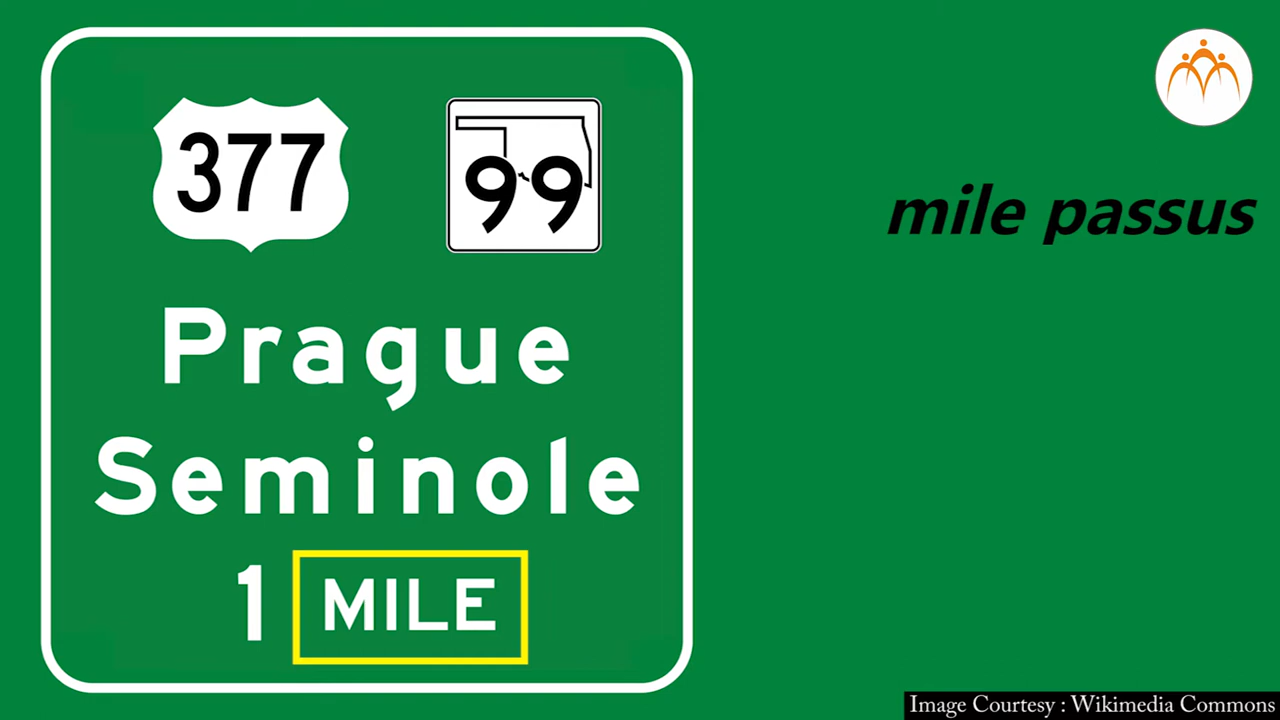 377 99
mile passus
Prague
Seminole
1 MILE
Image Courtesy : Wikimedia Commons